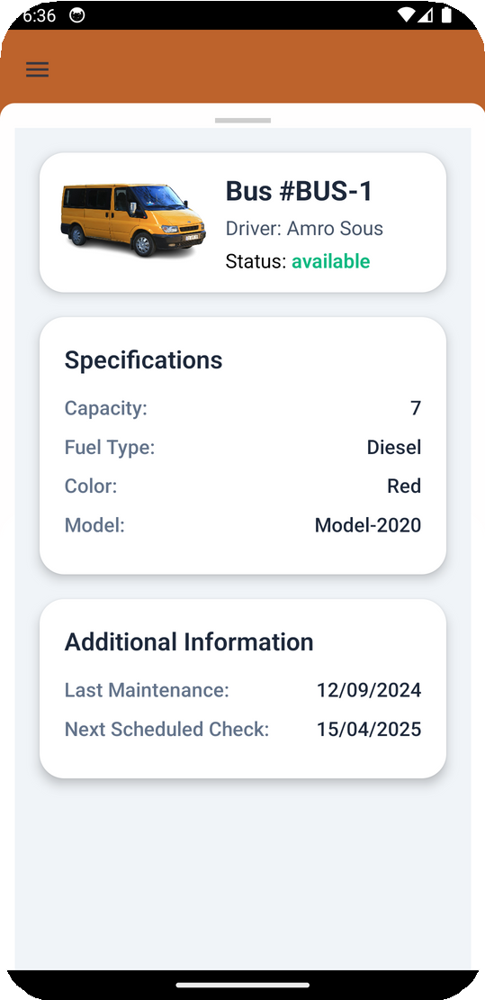 6:36
Bus #BUS-1
Driver: Amro Sous
Status: available
Specifications
Capacity: 7
Fuel Type: Diesel
Color: Red
Model: Model-2020
Additional Information
Last Maintenance: 12/09/2024
Next Scheduled Check: 15/04/2025